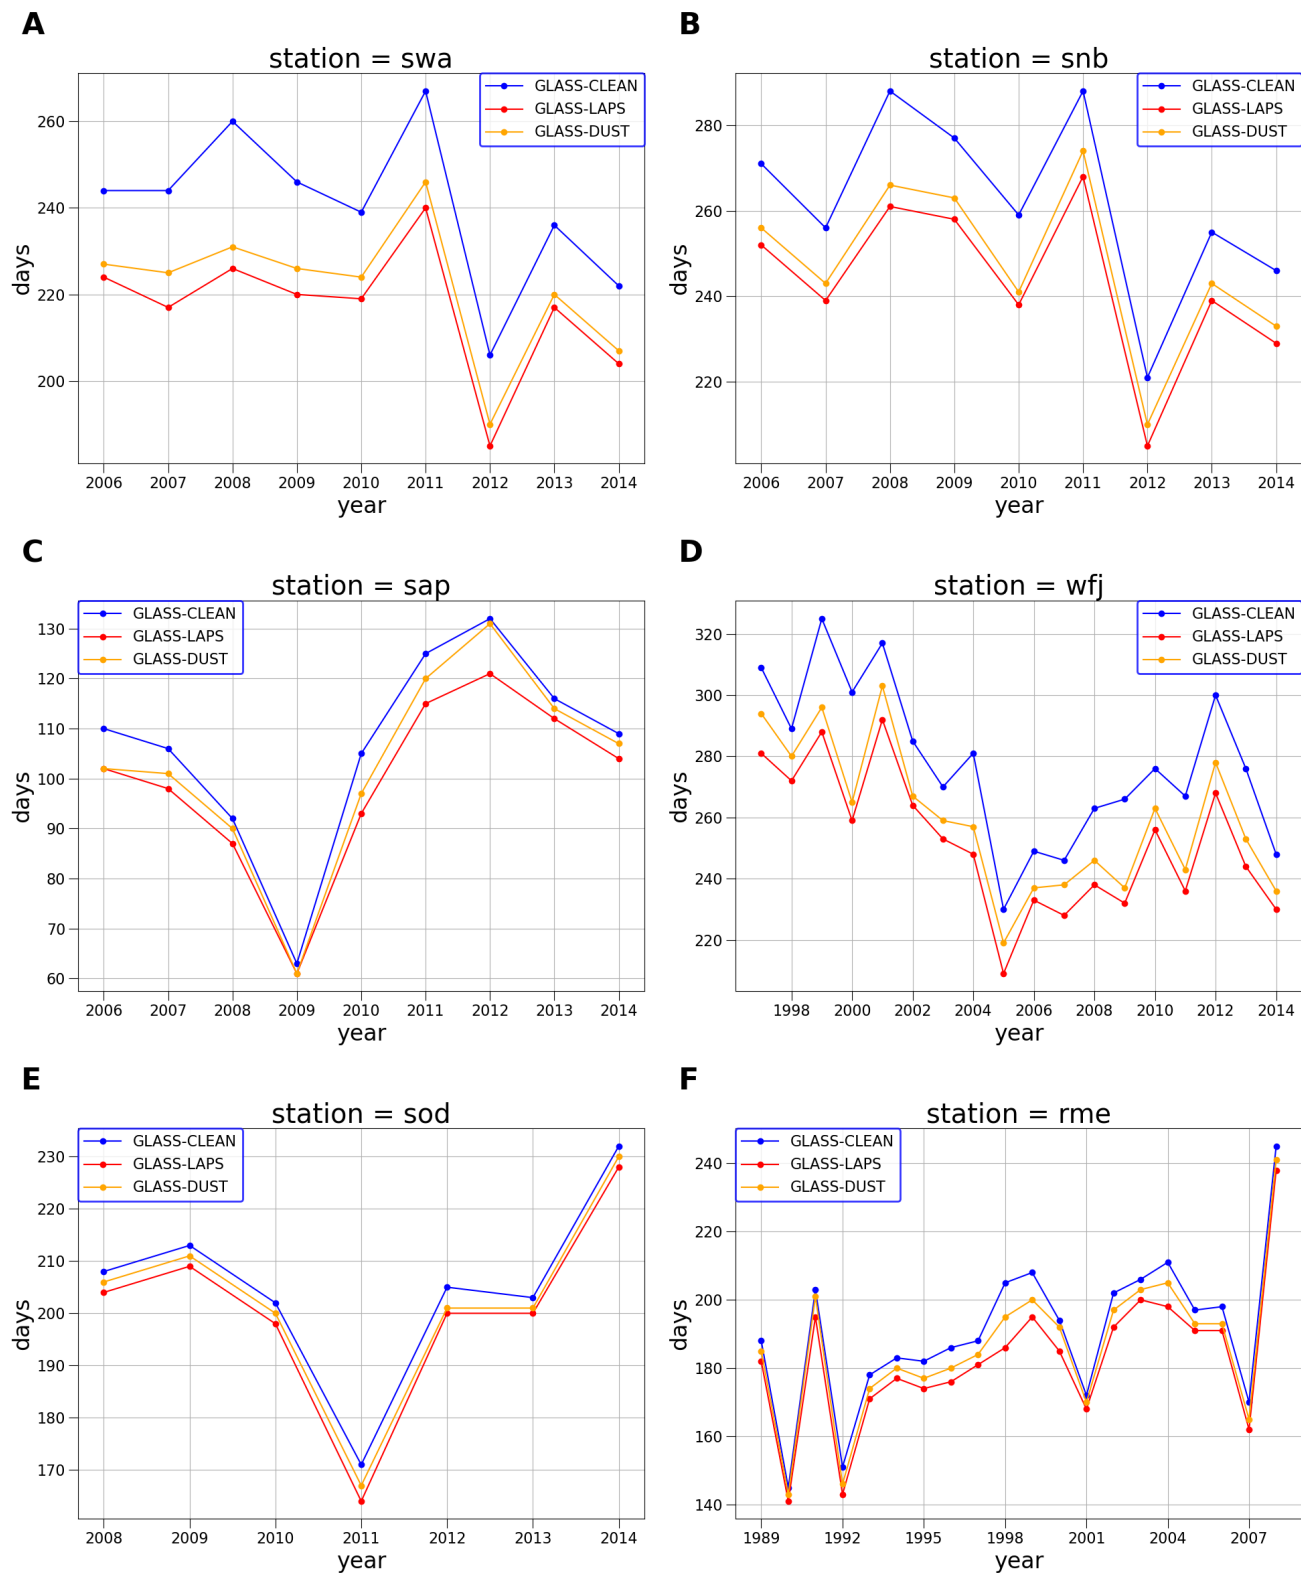 A
station = swa
GLASS-CLEAN
GLASS-LAPS
GLASS-DUST
260
240
220
200
days
2006 2007 2008 2009 2010 2011 2012 2013 2014
year
B
station = snb
GLASS-CLEAN
GLASS-LAPS
GLASS-DUST
280
260
240
220
days
2006 2007 2008 2009 2010 2011 2012 2013 2014
year
C
station = sap
GLASS-CLEAN
GLASS-LAPS
GLASS-DUST
130
120
110
100
90
80
70
60
days
2006 2007 2008 2009 2010 2011 2012 2013 2014
year
D
station = wfj
GLASS-CLEAN
GLASS-LAPS
GLASS-DUST
320
300
280
260
240
220
days
1998 2000 2002 2004 2006 2008 2010 2012 2014
year
E
station = sod
GLASS-CLEAN
GLASS-LAPS
GLASS-DUST
230
220
210
200
190
180
170
days
2008 2009 2010 2011 2012 2013 2014
year
F
station = rme
GLASS-CLEAN
GLASS-LAPS
GLASS-DUST
240
220
200
180
160
140
days
1989 1992 1995 1998 2001 2004 2007
year